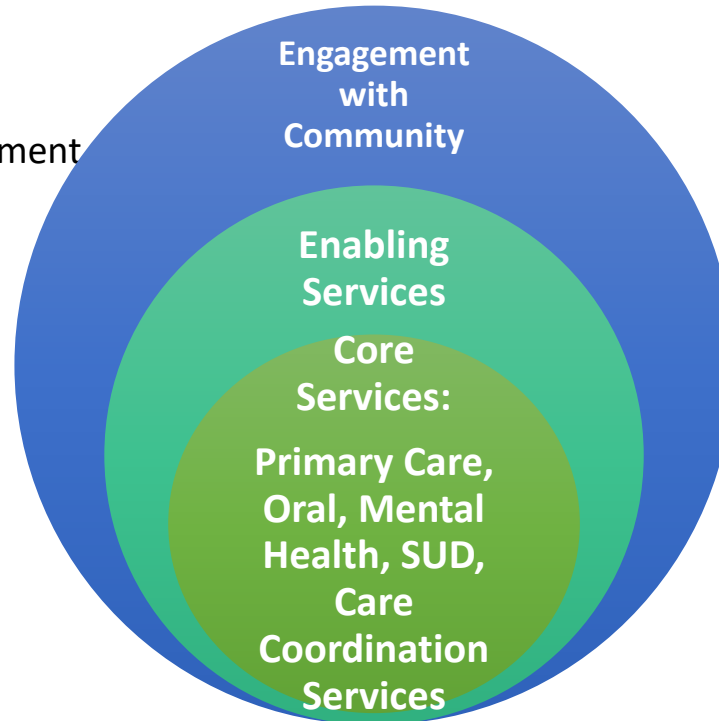 Engagement
with
Community
ment
Enabling
Services
Core
Services:
Primary Care,
Oral, Mental
Health, SUD,
Care
Coordination
Services